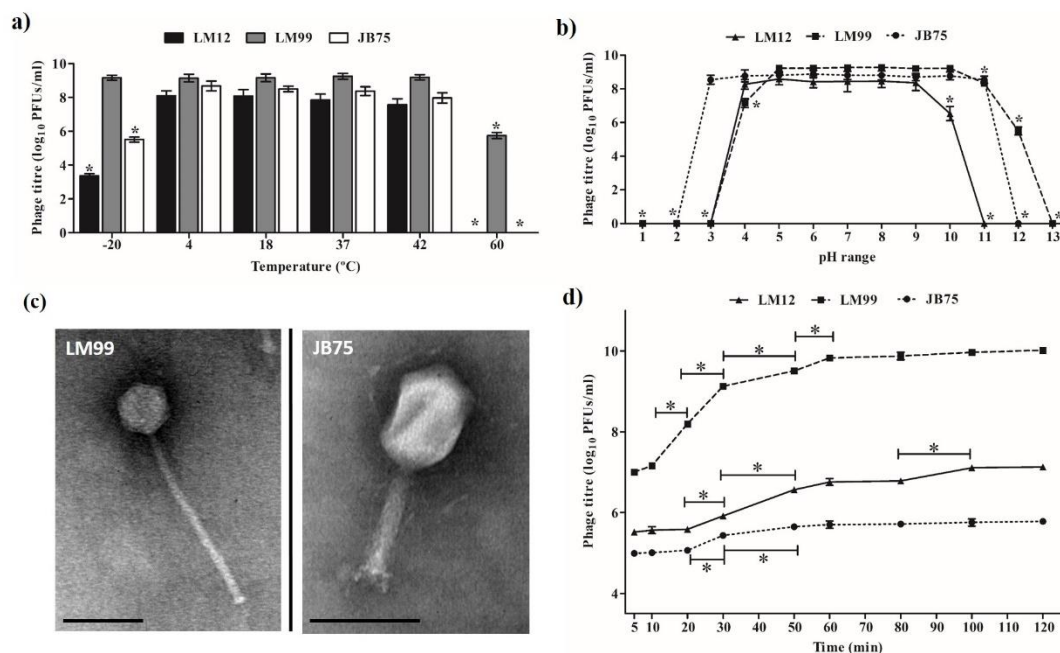 a)
LM12 LM99 JB75
Phage titre (log10 PFUs/ml)
10
8
6
4
2
0
* * * * *
-20 4 18 37 42 60
Temperature (ºC)
b)
LM12 LM99 JB75
Phage titre (log10 PFUs/ml)
10
8
6
4
2
0
* * * * * * * * * * *
1 2 3 4 5 6 7 8 9 10 11 12 13
pH range
(c)
LM99
JB75
d)
LM12 LM99 JB75
Phage titre (log10 PFUs/ml)
10
8
6
4
* * * * * * * * *
5 10 20 30 40 50 60 70 80 90 100 110 120
Time (min)